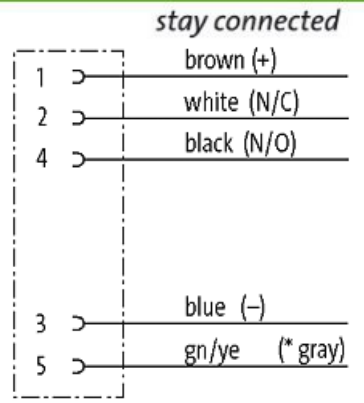 stay connected
1 brown (+)
2 white (N/C)
4 black (N/O)
3 blue (–)
5 gn/ye (* gray)